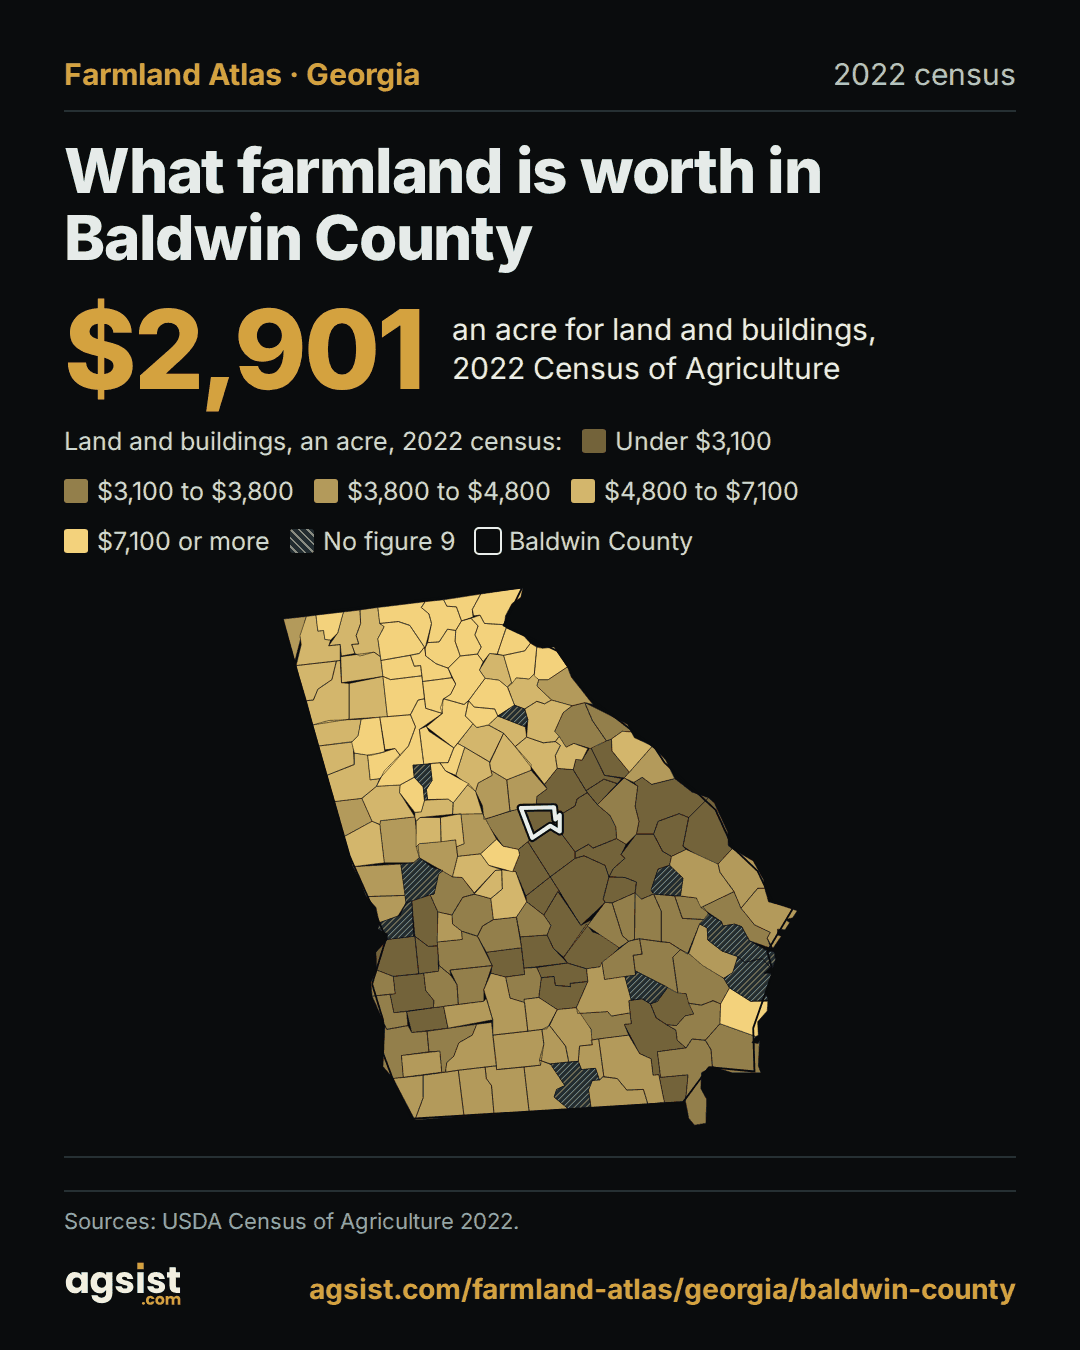 Farmland Atlas · Georgia
2022 census
What farmland is worth in
Baldwin County
$2,901
an acre for land and buildings,
2022 Census of Agriculture
Land and buildings, an acre, 2022 census:
Under $3,100
$3,100 to $3,800
$3,800 to $4,800
$4,800 to $7,100
$7,100 or more
No figure 9
Baldwin County
Sources: USDA Census of Agriculture 2022.
agsist
.com
agsist.com/farmland-atlas/georgia/baldwin-county